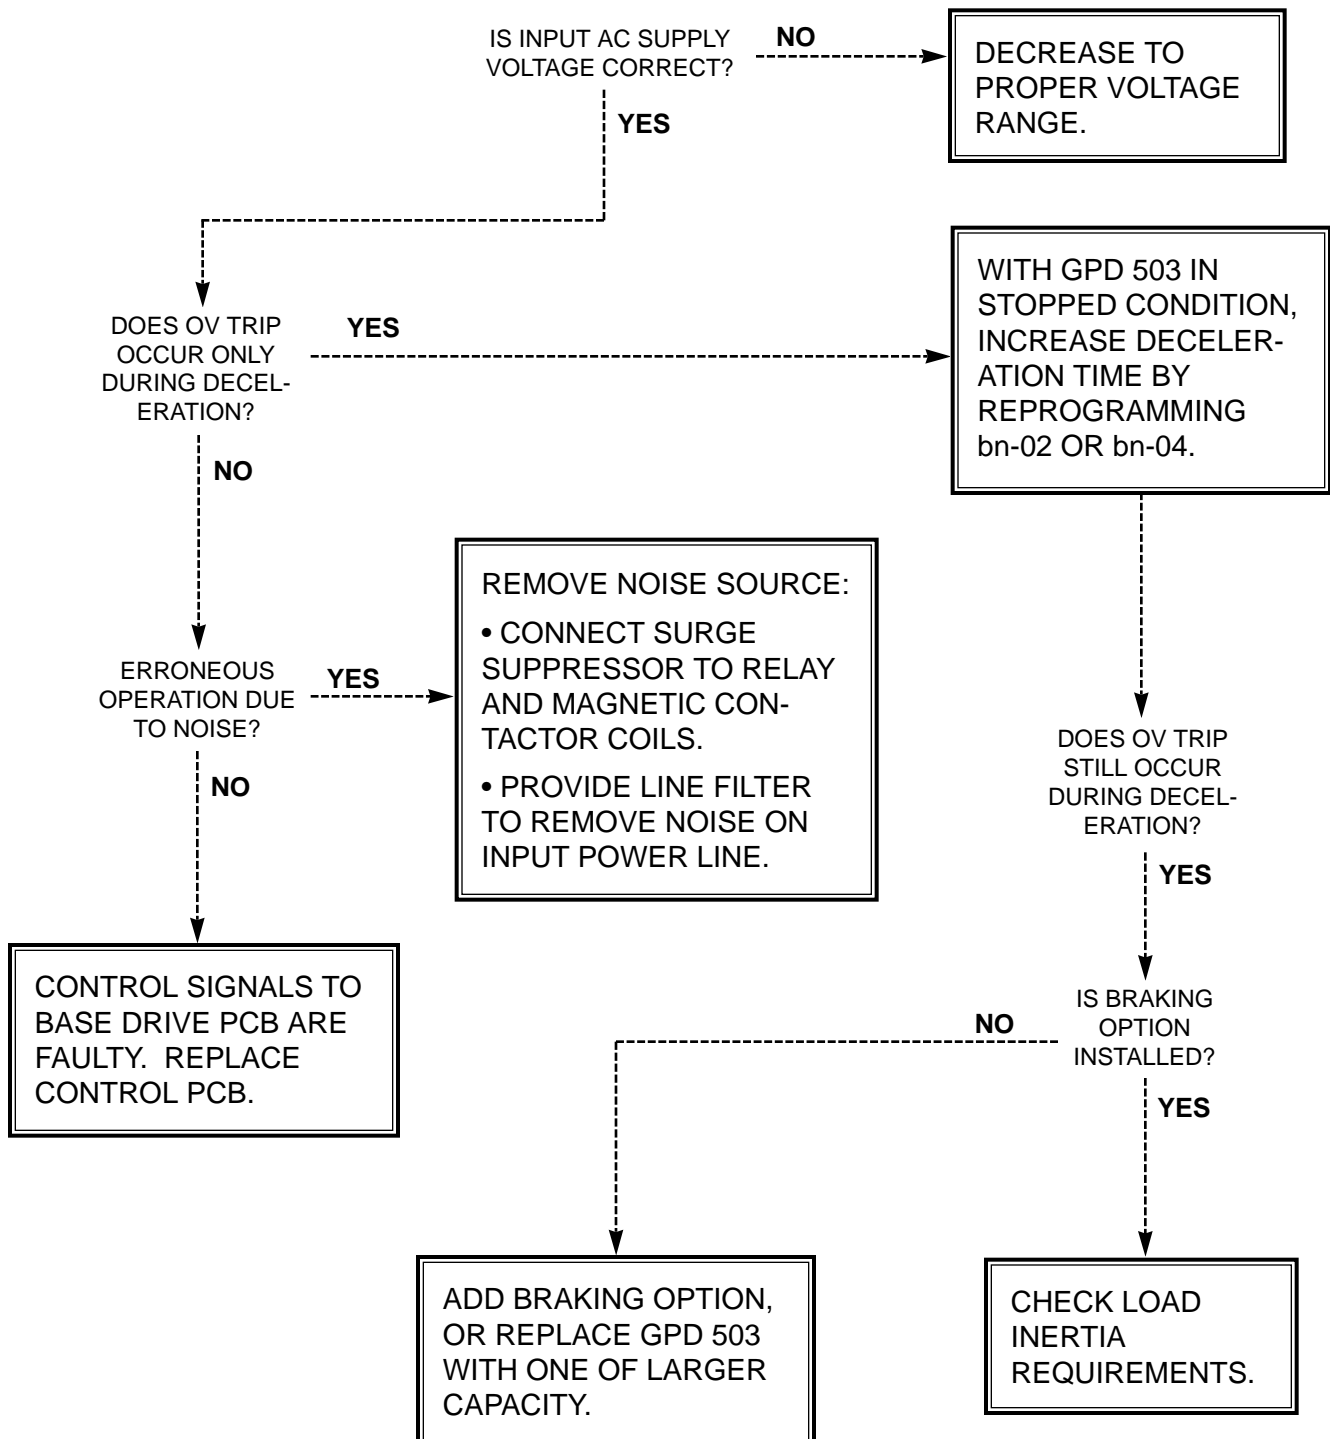 IS INPUT AC SUPPLY
VOLTAGE CORRECT?
NO
DECREASE TO
PROPER VOLTAGE
RANGE.
YES
DOES OV TRIP
OCCUR ONLY
DURING DECEL-
ERATION?
YES
WITH GPD 503 IN
STOPPED CONDITION,
INCREASE DECELER-
ATION TIME BY
REPROGRAMMING
bn-02 OR bn-04.
NO
ERRONEOUS
OPERATION DUE
TO NOISE?
YES
REMOVE NOISE SOURCE:
• CONNECT SURGE
SUPPRESSOR TO RELAY
AND MAGNETIC CON-
TACTOR COILS.
• PROVIDE LINE FILTER
TO REMOVE NOISE ON
INPUT POWER LINE.
NO
CONTROL SIGNALS TO
BASE DRIVE PCB ARE
FAULTY.  REPLACE
CONTROL PCB.
DOES OV TRIP
STILL OCCUR
DURING DECEL-
ERATION?
YES
IS BRAKING
OPTION
INSTALLED?
NO
YES
ADD BRAKING OPTION,
OR REPLACE GPD 503
WITH ONE OF LARGER
CAPACITY.
CHECK LOAD
INERTIA
REQUIREMENTS.